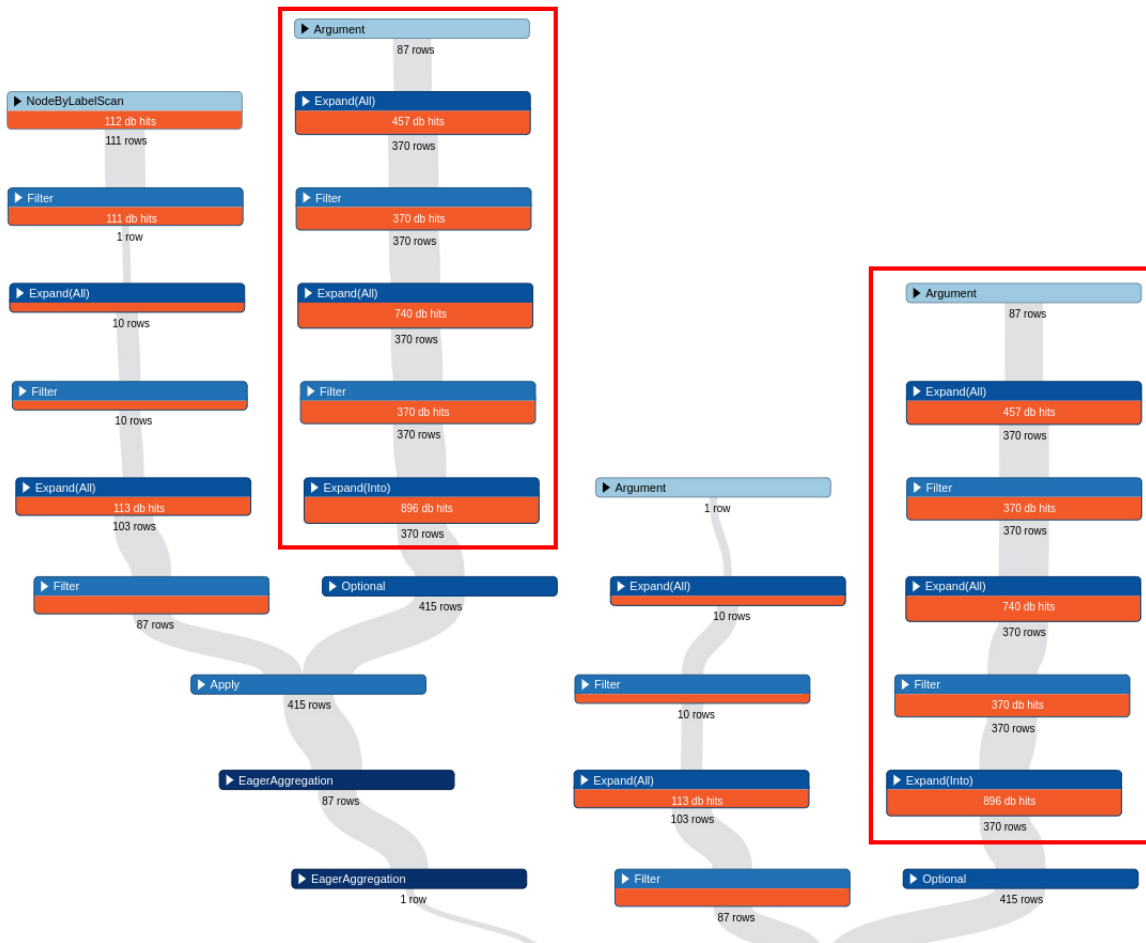 NodeByLabelScan
112 db hits
111 rows
Filter
111 db hits
1 row
Expand(All)
10 rows
Filter
10 rows
Expand(All)
113 db hits
103 rows
Filter
87 rows
Argument
87 rows
Expand(All)
457 db hits
370 rows
Filter
370 db hits
370 rows
Expand(All)
740 db hits
370 rows
Filter
370 db hits
370 rows
Expand(Into)
896 db hits
370 rows
Optional
415 rows
Apply
415 rows
EagerAggregation
87 rows
EagerAggregation
1 row
Argument
1 row
Expand(All)
10 rows
Filter
10 rows
Expand(All)
113 db hits
103 rows
Filter
87 rows
Argument
87 rows
Expand(All)
457 db hits
370 rows
Filter
370 db hits
370 rows
Expand(All)
740 db hits
370 rows
Filter
370 db hits
370 rows
Expand(Into)
896 db hits
370 rows
Optional
415 rows